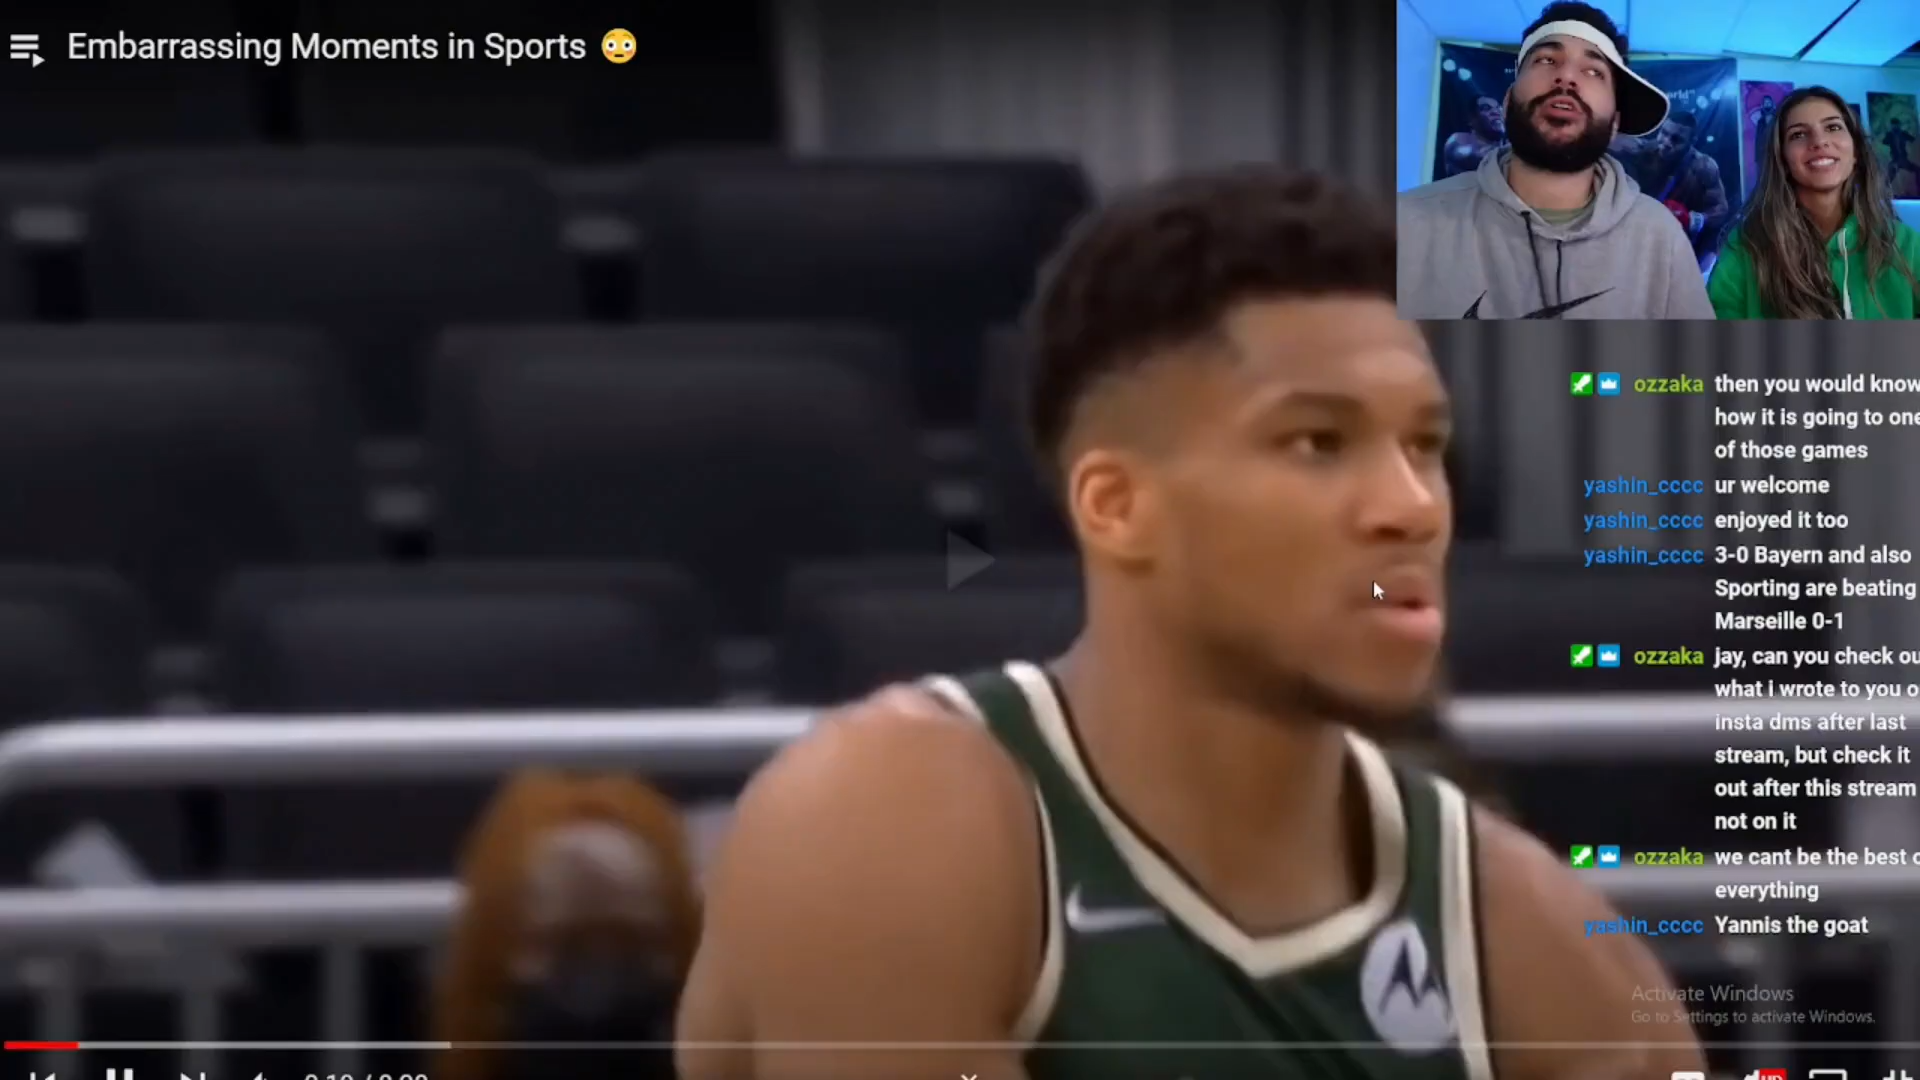 Embarrassing Moments in Sports 😳
ozzaka then you would know
how it is going to one
of those games
yashin_cccc ur welcome
yashin_cccc enjoyed it too
yashin_cccc 3-0 Bayern and also
Sporting are beating
Marseille 0-1
ozzaka jay, can you check ou
what i wrote to you o
insta dms after last
stream, but check it
out after this stream
not on it
ozzaka we cant be the best o
everything
yashin_cccc Yannis the goat
Activate Windows
Go to Settings to activate Windows.
HD